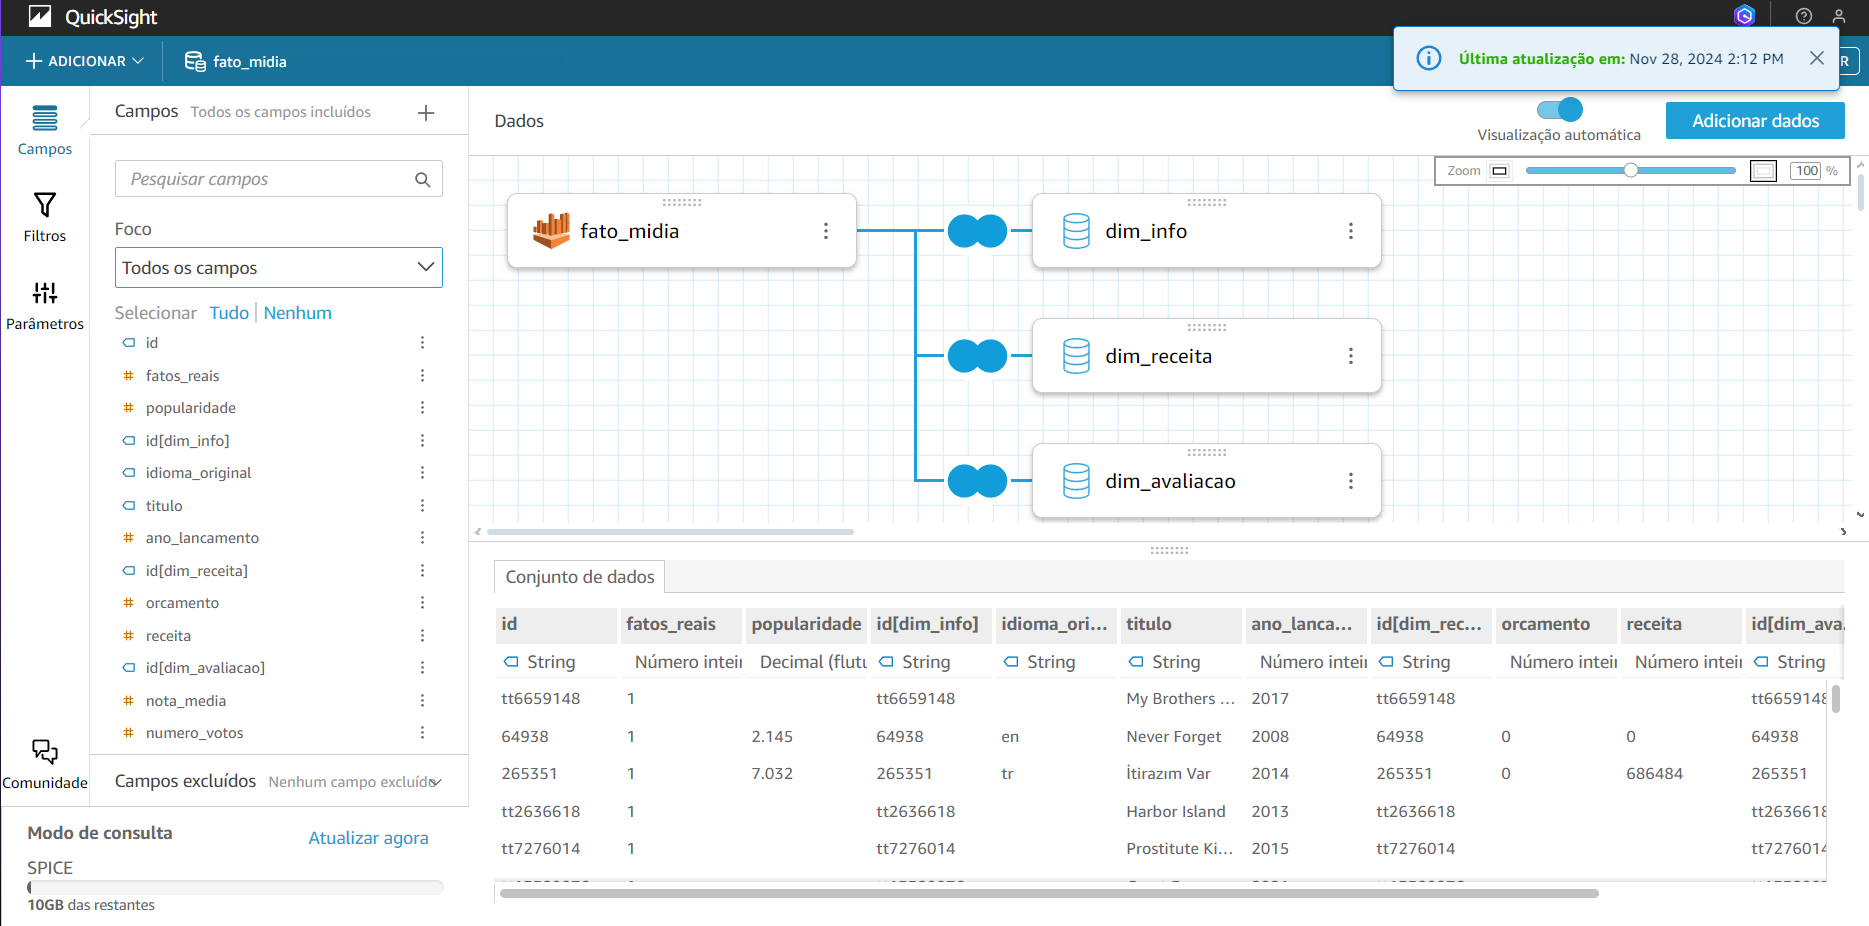 QuickSight
ADICIONAR
fato_midia
Última atualização em: Nov 28, 2024 2:12 PM
R
Campos
Filtros
Parâmetros
Comunidade
Campos Todos os campos incluídos
Pesquisar campos
Foco
Todos os campos
Selecionar Tudo Nenhum
id
fatos_reais
popularidade
id[dim_info]
idioma_original
titulo
ano_lancamento
id[dim_receita]
orcamento
receita
id[dim_avaliacao]
nota_media
numero_votos
Campos excluídos Nenhum campo excluído
Modo de consulta Atualizar agora
SPICE
10GB das restantes
Dados
Visualização automática
Adicionar dados
Zoom 100 %
fato_midia
dim_info
dim_receita
dim_avaliacao
Conjunto de dados
id fatos_reais popularidade id[dim_info] idioma_ori... titulo ano_lanca... id[dim_rec... orcamento receita id[dim_ava.
String Número inteir Decimal (flutu String String String Número inteir String Número inteir Número inteir String
tt6659148 1 tt6659148 My Brothers ... 2017 tt6659148 tt6659148
64938 1 2.145 64938 en Never Forget 2008 64938 0 0 64938
265351 1 7.032 265351 tr İtirazım Var 2014 265351 0 686484 265351
tt2636618 1 tt2636618 Harbor Island 2013 tt2636618 tt2636618
tt7276014 1 tt7276014 Prostitute Ki... 2015 tt7276014 tt7276014